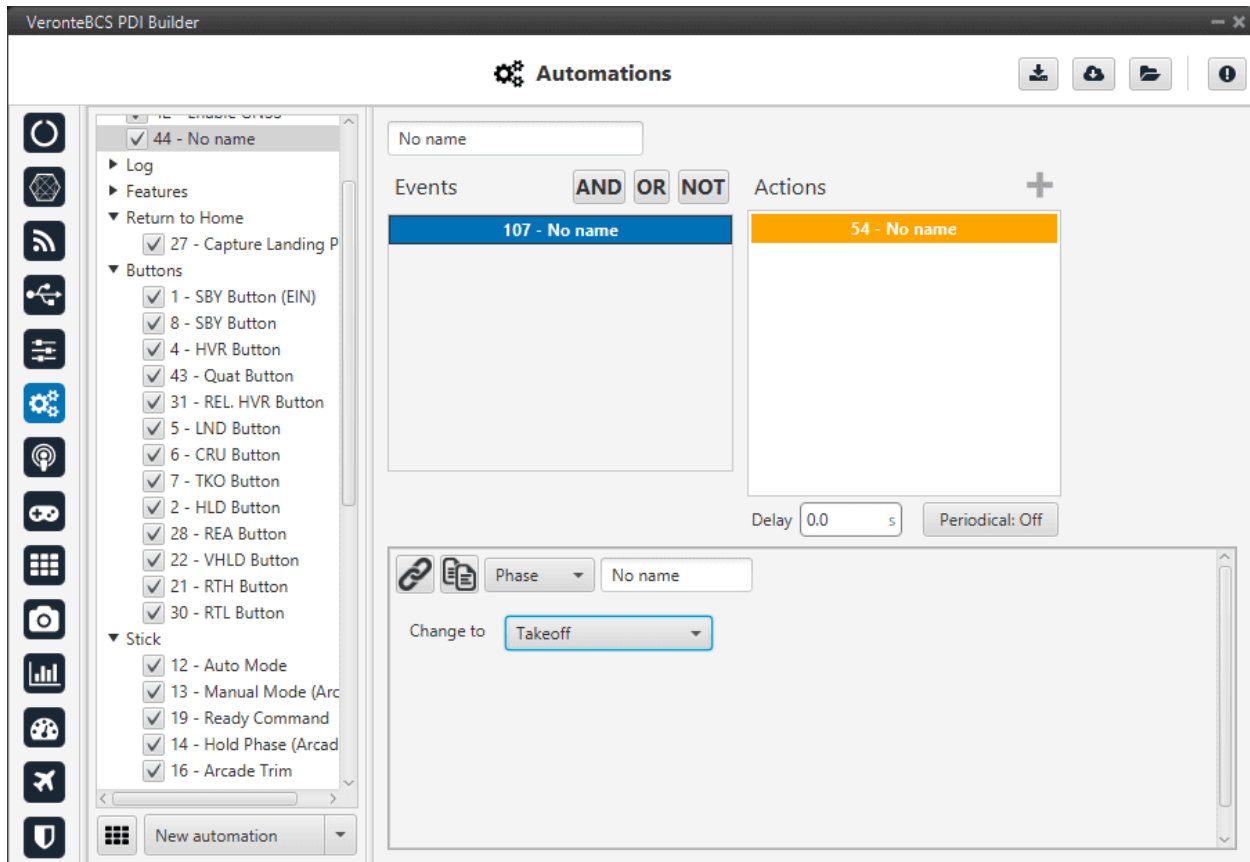 VeronteBCS PDI Builder
Automations
44 - No name
Log
Features
Return to Home
27 - Capture Landing P
Buttons
1 - SBY Button (EIN)
8 - SBY Button
4 - HVR Button
43 - Quat Button
31 - REL. HVR Button
5 - LND Button
6 - CRU Button
7 - TKO Button
2 - HLD Button
28 - REA Button
22 - VHLD Button
21 - RTH Button
30 - RTL Button
Stick
12 - Auto Mode
13 - Manual Mode (Arc
19 - Ready Command
14 - Hold Phase (Arcad
16 - Arcade Trim
New automation
No name
Events AND OR NOT
107 - No name
Actions
54 - No name
Delay 0.0 s Periodical: Off
Phase No name
Change to Takeoff